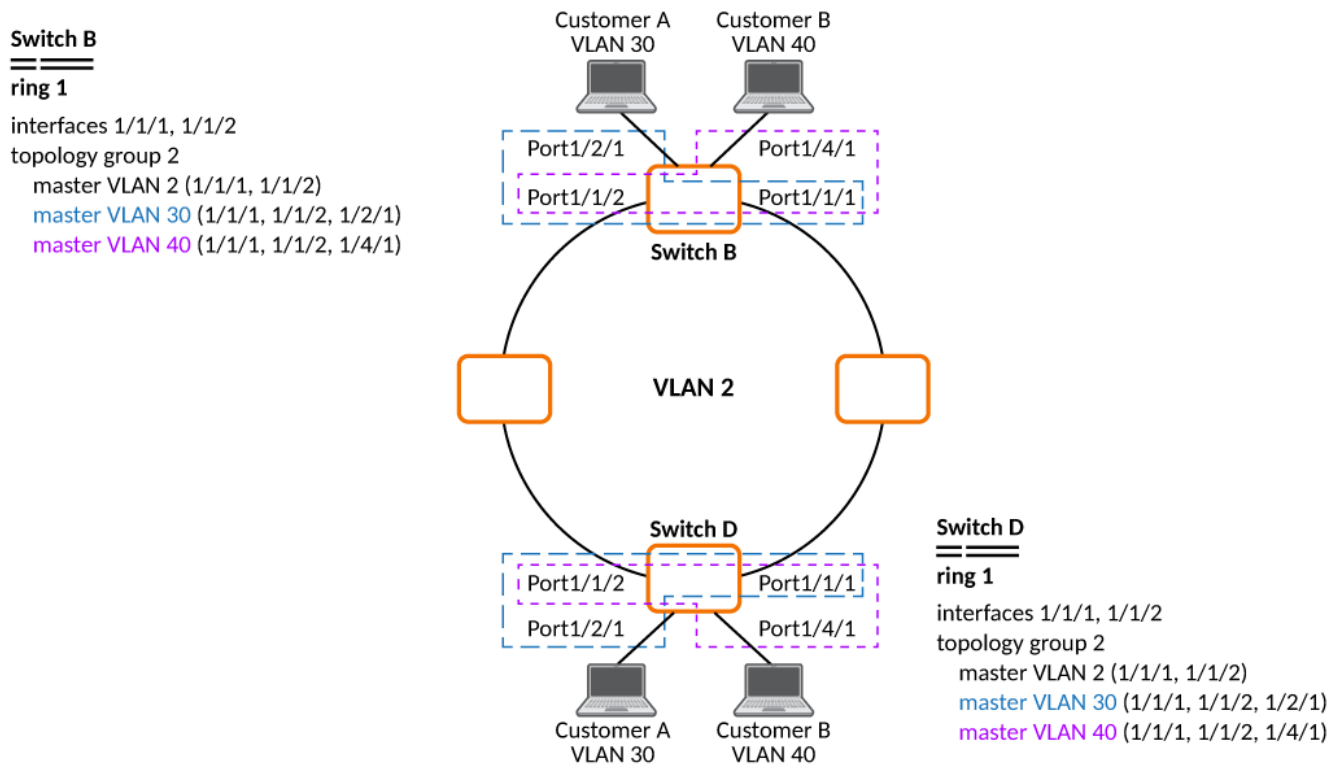 Switch B
ring 1
interfaces 1/1/1, 1/1/2
topology group 2
master VLAN 2 (1/1/1, 1/1/2)
master VLAN 30 (1/1/1, 1/1/2, 1/2/1)
master VLAN 40 (1/1/1, 1/1/2, 1/4/1)
Customer A
VLAN 30
Customer B
VLAN 40
Port1/2/1
Port1/4/1
Port1/1/2
Port1/1/1
Switch B
VLAN 2
Switch D
Port1/1/2
Port1/1/1
Port1/2/1
Port1/4/1
Customer A
VLAN 30
Customer B
VLAN 40
Switch D
ring 1
interfaces 1/1/1, 1/1/2
topology group 2
master VLAN 2 (1/1/1, 1/1/2)
master VLAN 30 (1/1/1, 1/1/2, 1/2/1)
master VLAN 40 (1/1/1, 1/1/2, 1/4/1)